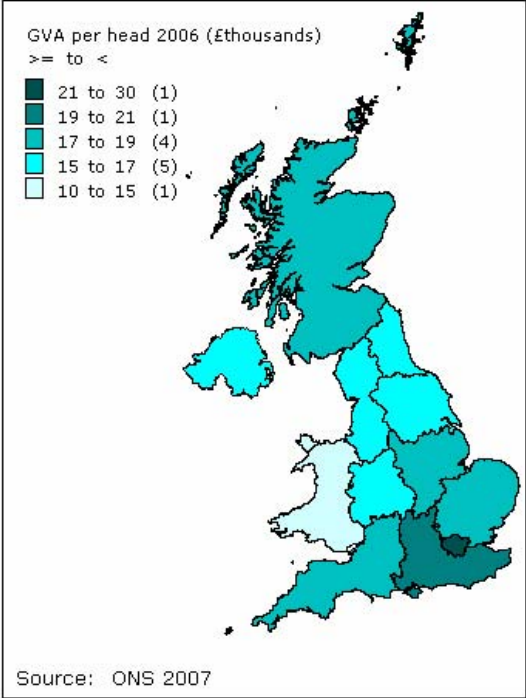 GVA per head 2006 (£thousands)
>= to <
21 to 30 (1)
19 to 21 (1)
17 to 19 (4)
15 to 17 (5)
10 to 15 (1)
Source: ONS 2007